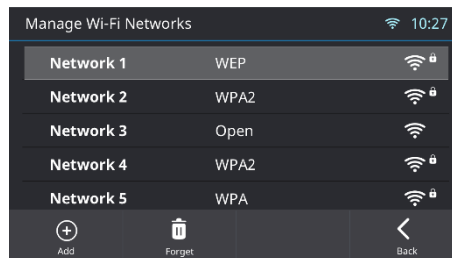 Manage Wi-Fi Networks 10:27
Network 1 WEP
Network 2 WPA2
Network 3 Open
Network 4 WPA2
Network 5 WPA
Add Forget Back